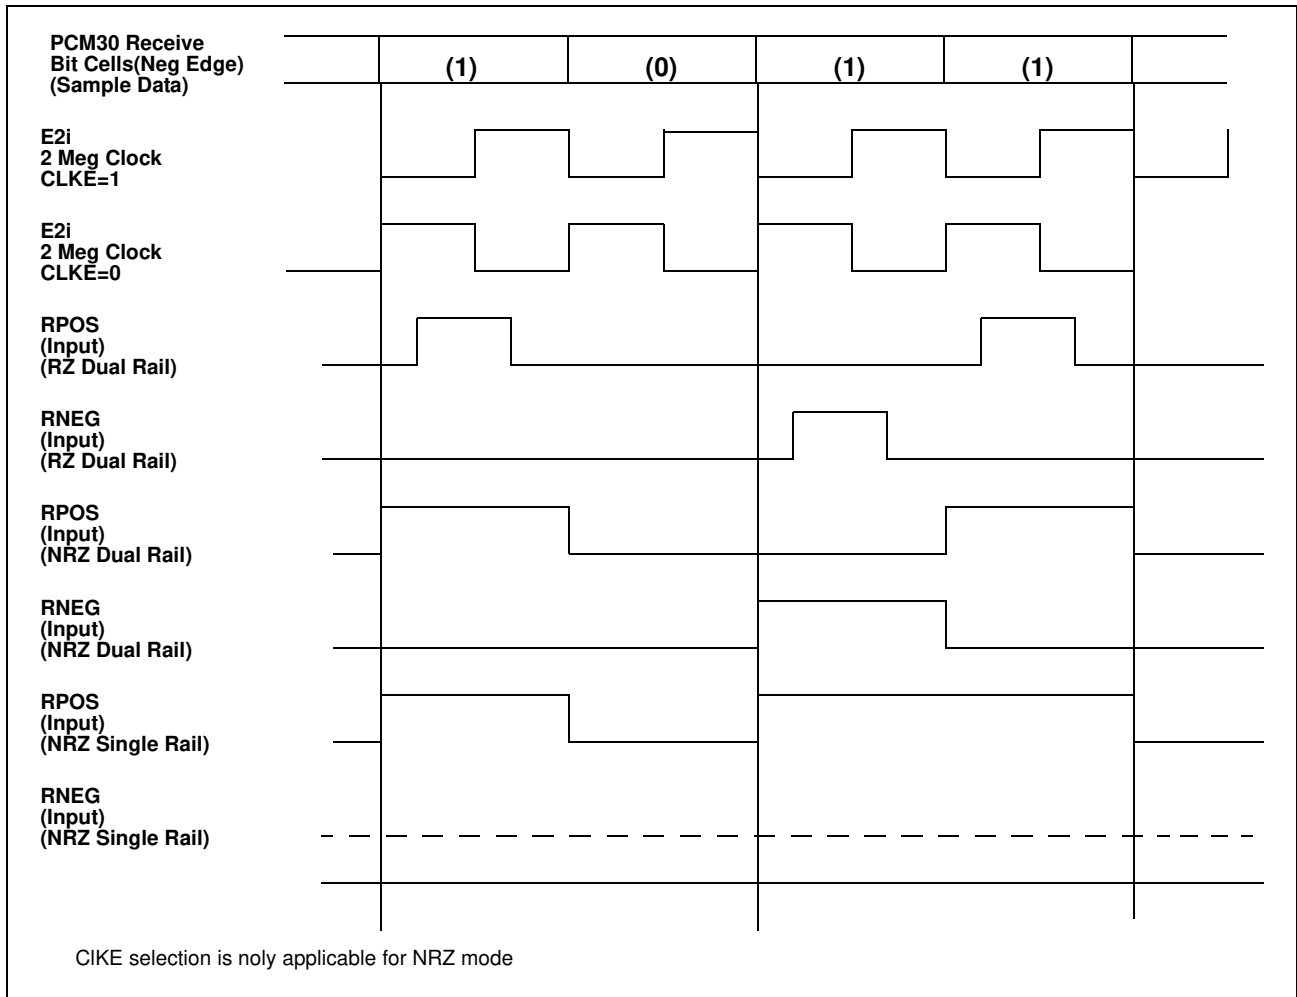 PCM30 Receive
Bit Cells(Neg Edge)
(Sample Data)
(1)
(0)
(1)
(1)
E2i
2 Meg Clock
CLKE=1
E2i
2 Meg Clock
CLKE=0
RPOS
(Input)
(RZ Dual Rail)
RNEG
(Input)
(RZ Dual Rail)
RPOS
(Input)
(NRZ Dual Rail)
RNEG
(Input)
(NRZ Dual Rail)
RPOS
(Input)
(NRZ Single Rail)
RNEG
(Input)
(NRZ Single Rail)
ClKE selection is noly applicable for NRZ mode